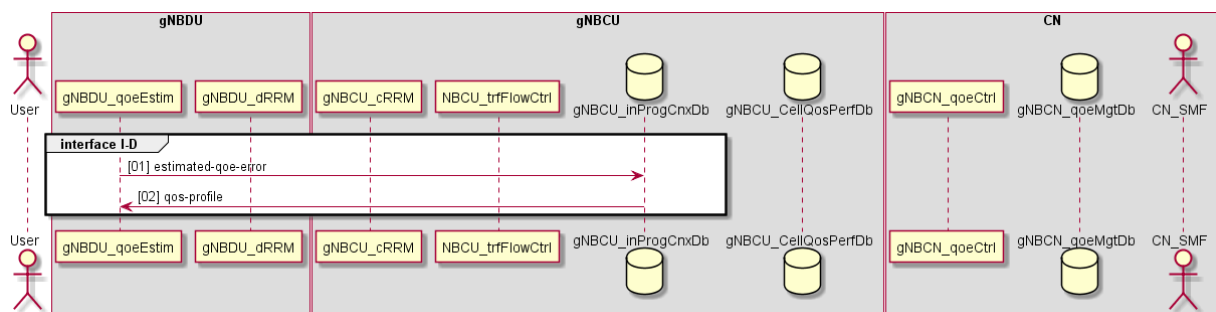 gNBDU
gNBCU
CN
User
gNBDU_qoeEstim
gNBDU_dRRM
gNBCU_cRRM
NBCU_trfFlowCtrl
gNBCU_inProgCnxDb
gNBCU_CellQosPerfDb
gNBCN_qoeCtrl
gNBCN_qoeMgtDb
CN_SMF
interface I-D
[01] estimated-qoe-error
[02] qos-profile
User
gNBDU_qoeEstim
gNBDU_dRRM
gNBCU_cRRM
NBCU_trfFlowCtrl
gNBCU_inProgCnxDb
gNBCU_CellQosPerfDb
gNBCN_qoeCtrl
gNBCN_qoeMgtDb
CN_SMF